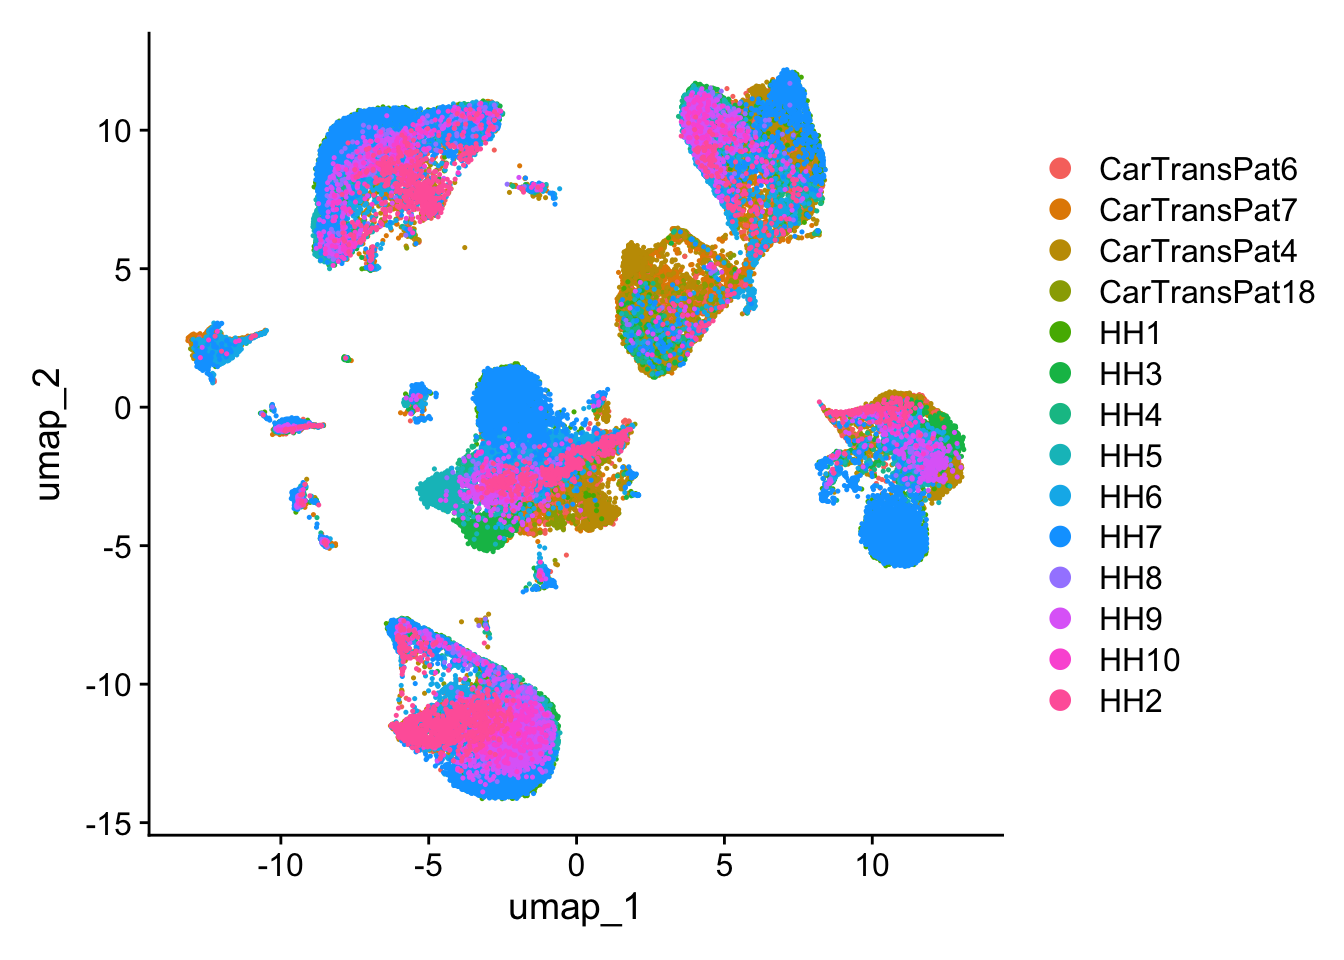 10
5
0
-5
-10
-15
umap_2
-10
-5
0
5
10
umap_1
CarTransPat6
CarTransPat7
CarTransPat4
CarTransPat18
HH1
HH3
HH4
HH5
HH6
HH7
HH8
HH9
HH10
HH2